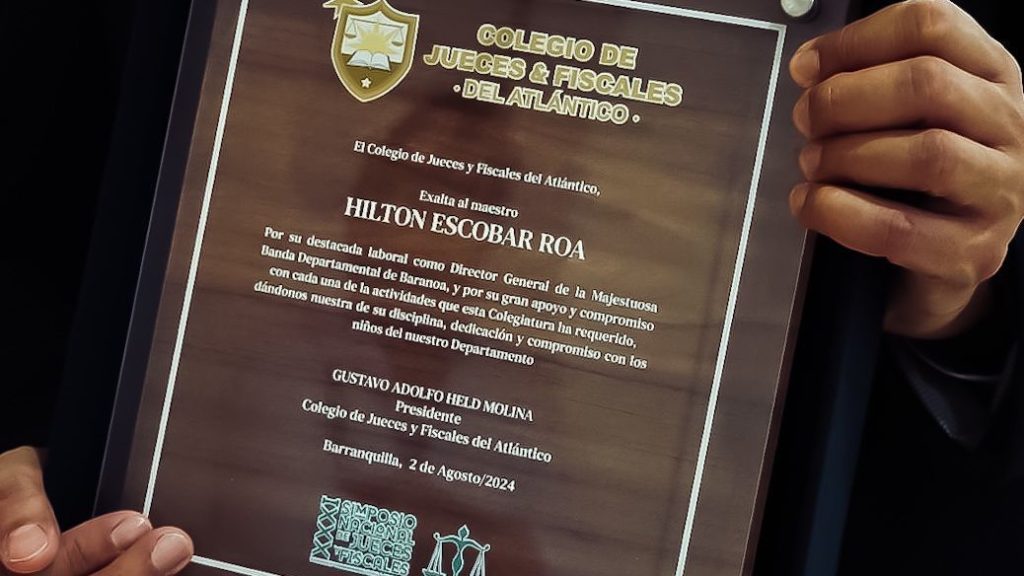 COLEGIO DE
JUECES & FISCALES
• DEL ATLÁNTICO •
El Colegio de Jueces y Fiscales del Atlántico,
Exalta al maestro
HILTON ESCOBAR ROA
Por su destacada laboral como Director General de la Majestuosa
Banda Departamental de Baranoa, y por su gran apoyo y compromiso
con cada una de la actividades que esta Colegiatura ha requerido,
dándonos nuestra de su disciplina, dedicación y compromiso con los
niños del nuestro Departamento
GUSTAVO ADOLFO HELD MOLINA
Presidente
Colegio de Jueces y Fiscales del Atlántico
Barranquilla, 2 de Agosto/2024
XXXI
SIMPOSIO
NACIONAL
DE JUECES
Y FISCALES